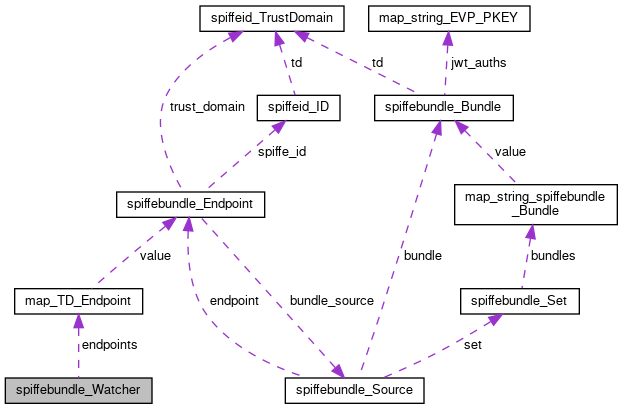 spiffeid_TrustDomain
map_string_EVP_PKEY
td
td
jwt_auths
trust_domain
spiffeid_ID
spiffebundle_Bundle
spiffe_id
value
spiffebundle_Endpoint
map_string_spiffebundle
_Bundle
value
bundle
bundles
map_TD_Endpoint
endpoint
bundle_source
spiffebundle_Set
endpoints
set
spiffebundle_Watcher
spiffebundle_Source